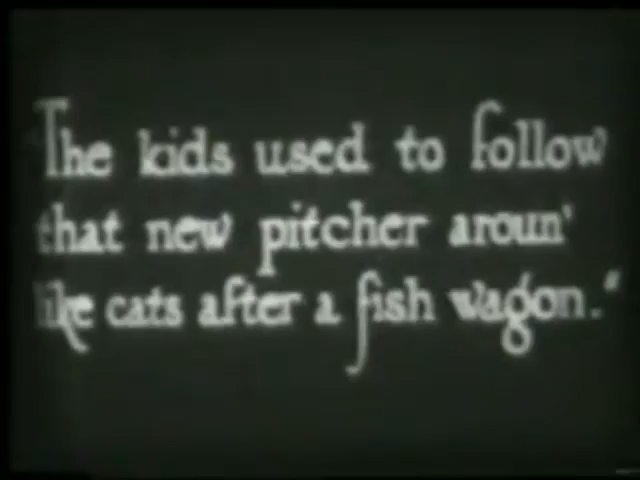 "The kids used to follow
that new pitcher aroun'
like cats after a fish wagon."